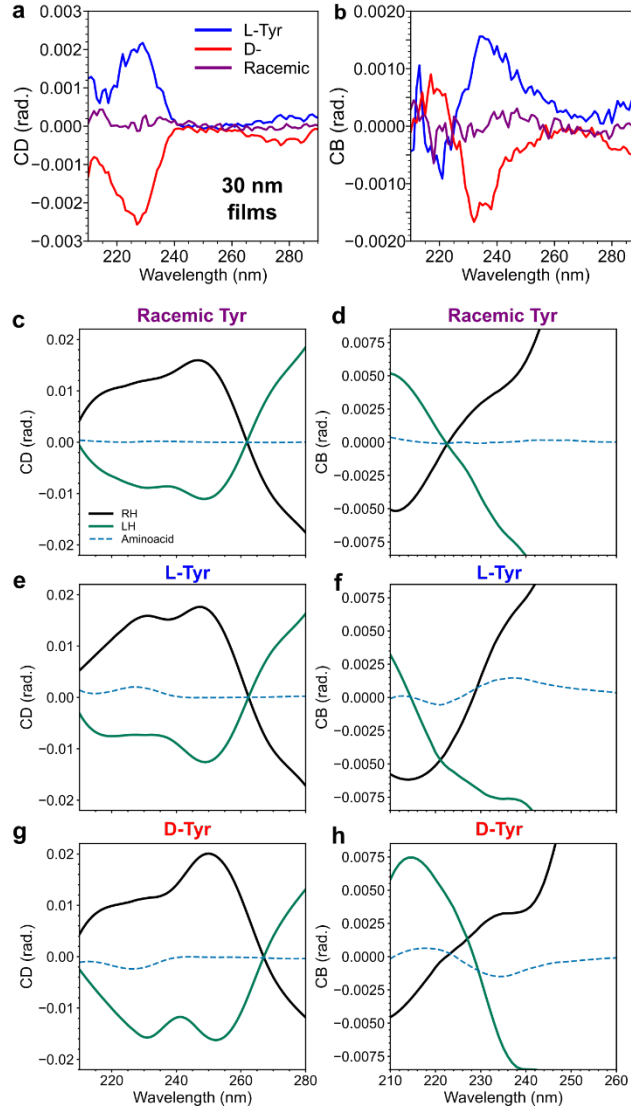 a
0.003
0.002
0.001
0.000
−0.001
−0.002
−0.003
CD (rad.)
L-Tyr
D-
Racemic
30 nm
films
220 240 260 280
Wavelength (nm)
b
0.0020
0.0010
0.0000
−0.0010
−0.0020
CB (rad.)
220 240 260 280
Wavelength (nm)
c
Racemic Tyr
0.02
0.01
0.00
−0.01
−0.02
CD (rad.)
RH
LH
Aminoacid
d
Racemic Tyr
0.0075
0.0050
0.0025
0.0000
−0.0025
−0.0050
−0.0075
CB (rad.)
e
L-Tyr
0.02
0.01
0.00
−0.01
−0.02
CD (rad.)
f
L-Tyr
0.0075
0.0050
0.0025
0.0000
−0.0025
−0.0050
−0.0075
CB (rad.)
g
D-Tyr
0.02
0.01
0.00
−0.01
−0.02
CD (rad.)
220 240 260 280
Wavelength (nm)
h
D-Tyr
0.0075
0.0050
0.0025
0.0000
−0.0025
−0.0050
−0.0075
CB (rad.)
210 220 230 240 250 260
Wavelength (nm)